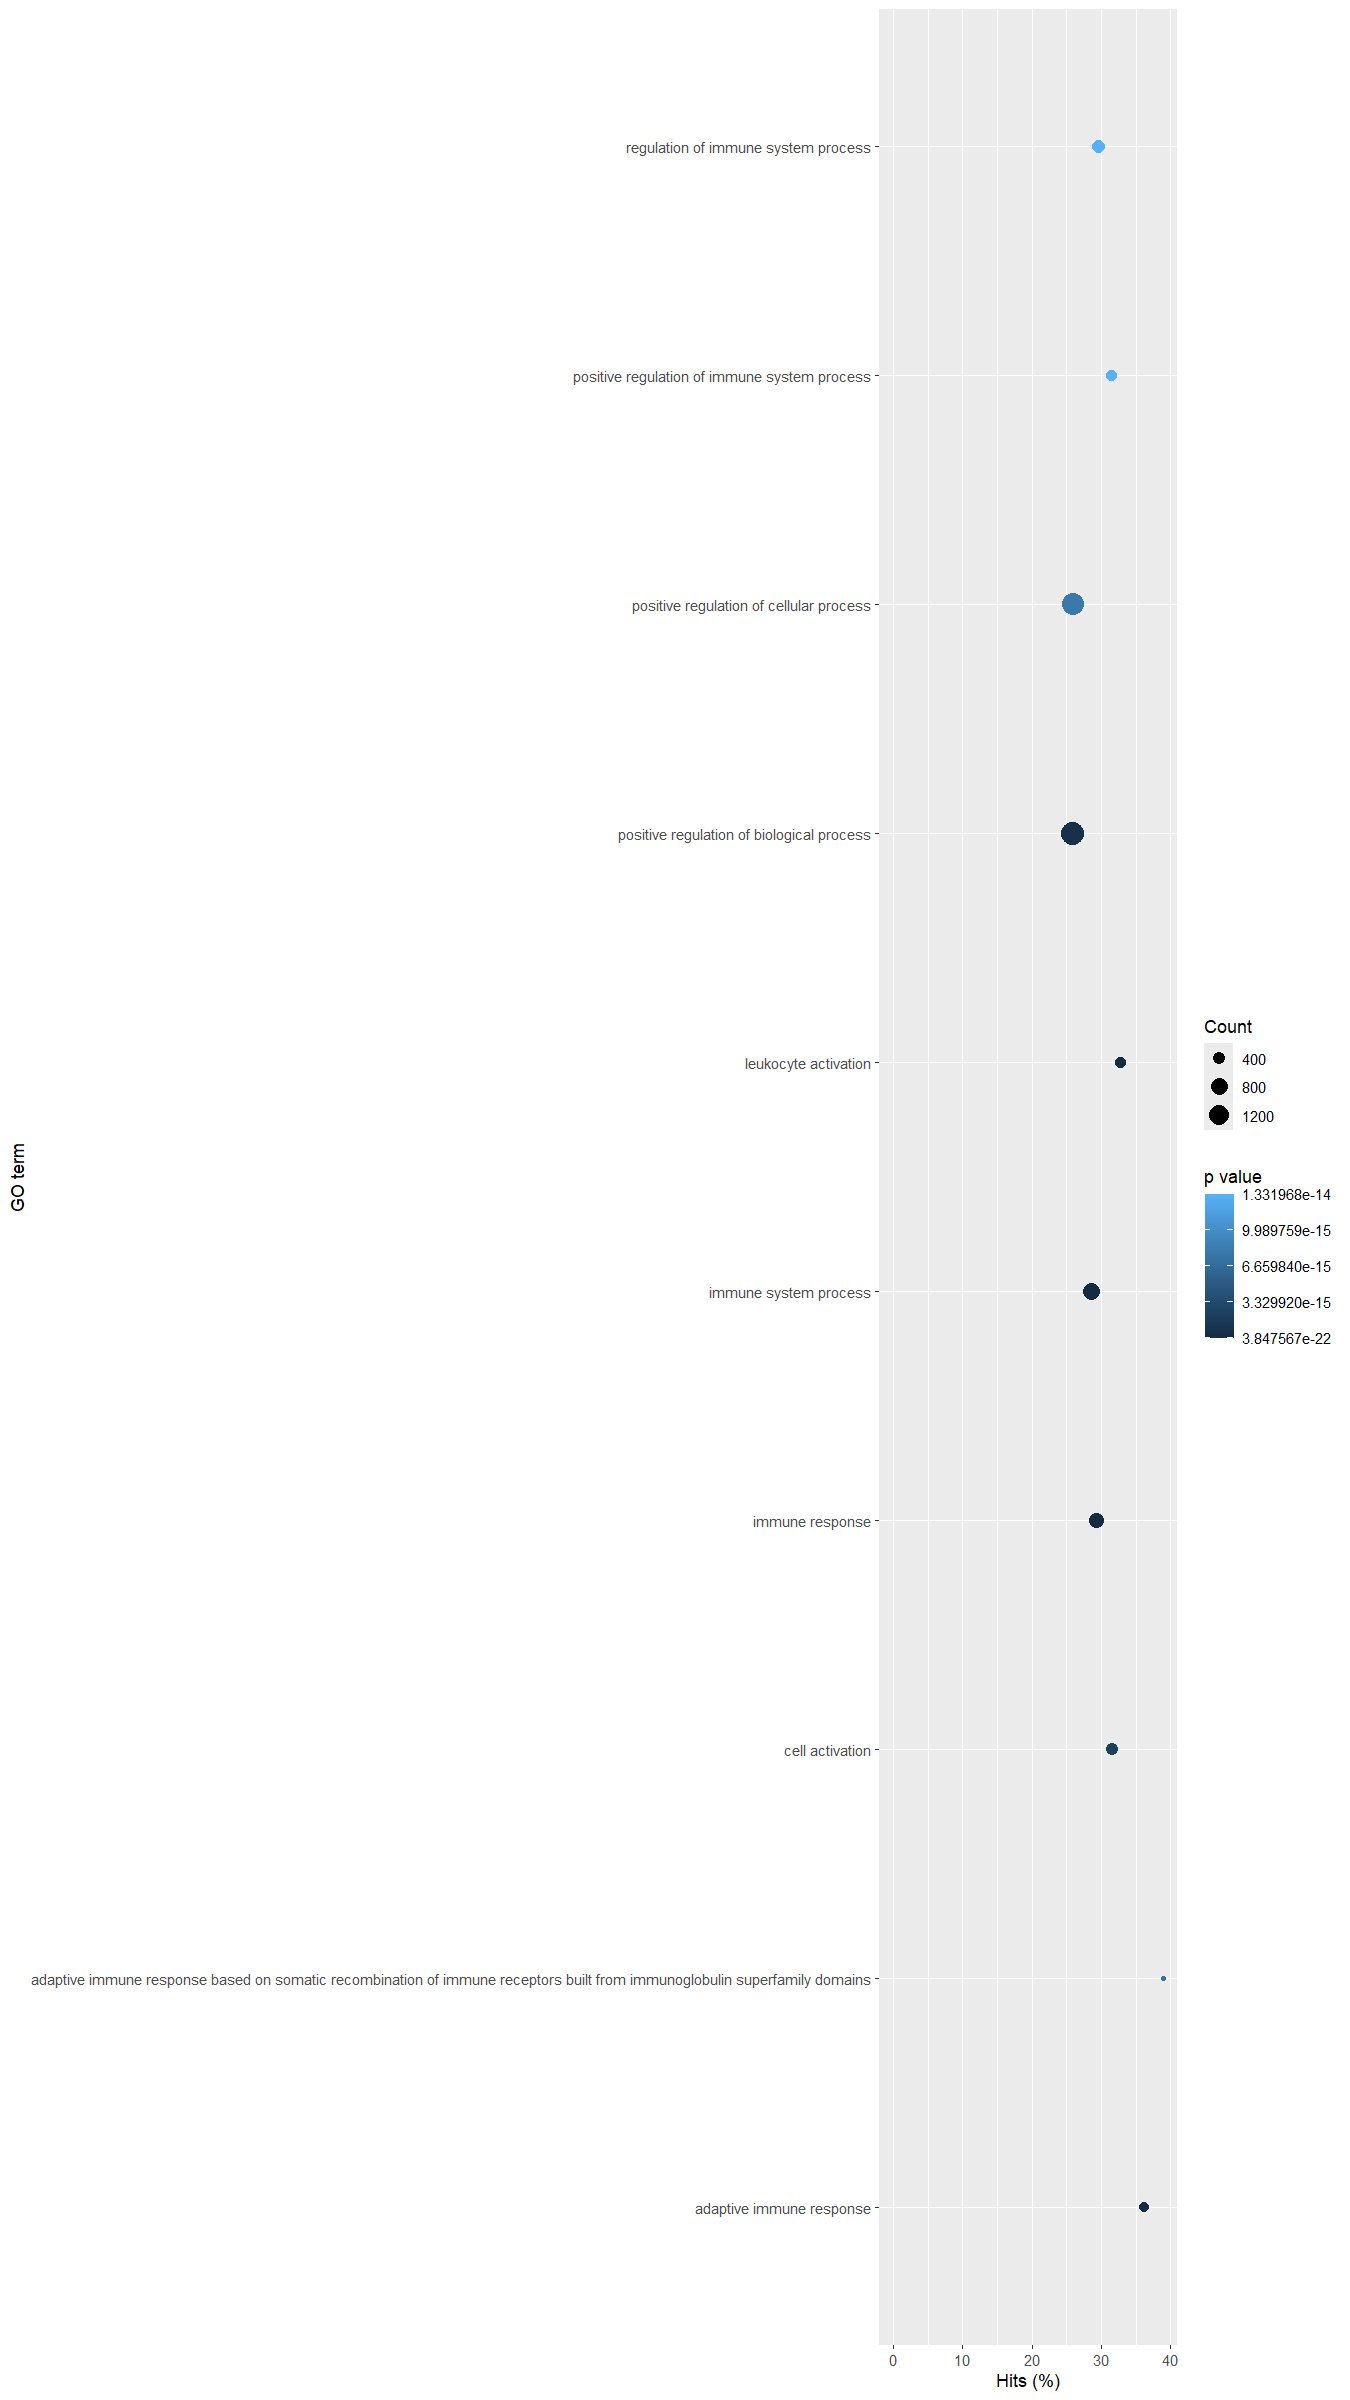 regulation of immune system process
positive regulation of immune system process
positive regulation of cellular process
positive regulation of biological process
leukocyte activation
immune system process
immune response
cell activation
adaptive immune response based on somatic recombination of immune receptors built from immunoglobulin superfamily domains
adaptive immune response
GO term
0 10 20 30 40
Hits (%)
Count
400
800
1200
p value
1.331968e-14
9.989759e-15
6.659840e-15
3.329920e-15
3.847567e-22